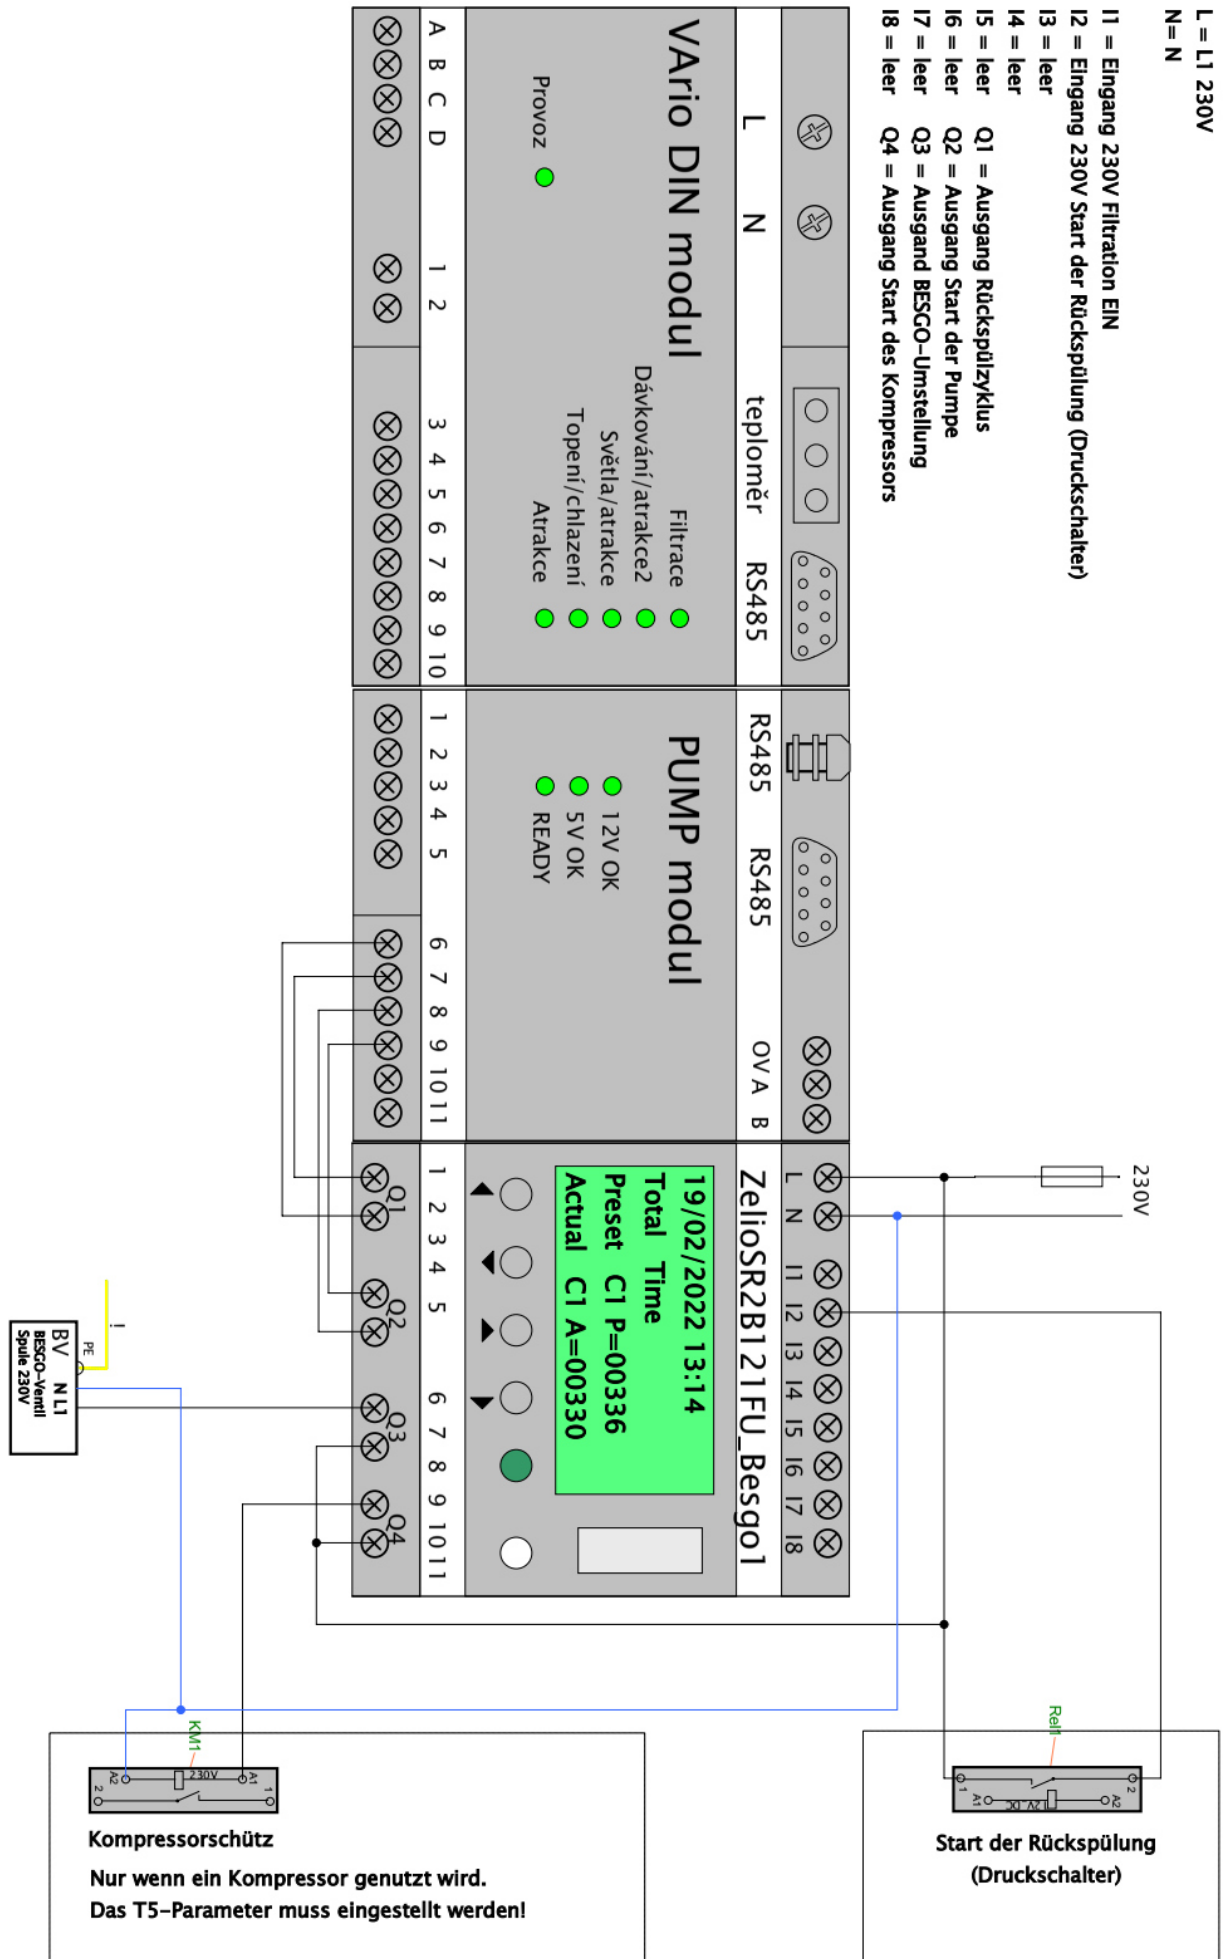 L = L1 230V
N= N
I1 = Eingang 230V Filtration EIN
I2 = Eingang 230V Start der Rückspülung (Druckschalter)
I3 = leer
I4 = leer
I5 = leer Q1 = Ausgang Rückspülzyklus
I6 = leer Q2 = Ausgang Start der Pumpe
I7 = leer Q3 = Ausgand BESGO-Umstellung
I8 = leer Q4 = Ausgang Start des Kompressors
L N teploměr RS485
VArio DIN modul
Filtrace
Dávkování/atrakce2
Světla/atrakce
Topení/chlazení
Provoz Atrakce
A B C D 1 2 3 4 5 6 7 8 9 10
RS485 RS485 OV A B
PUMP modul
12V OK
5V OK
READY
1 2 3 4 5 6 7 8 9 10 11
230V
L N I1 I2 I3 I4 I5 I6 I7 I8
ZelioSR2B121FU_Besgo1
19/02/2022 13:14
Total Time
Preset C1 P=00336
Actual C1 A=00330
1 2 3 4 5 6 7 8 9 10 11
Q1 Q2 Q3 Q4
!
PE
BV N L1
BESGO-Ventil
Spule 230V
KM1
A2 230V A1
2 1
Kompressorschütz
Nur wenn ein Kompressor genutzt wird.
Das T5-Parameter muss eingestellt werden!
Rel1
1 2
A1 12V_DC A2
Start der Rückspülung
(Druckschalter)